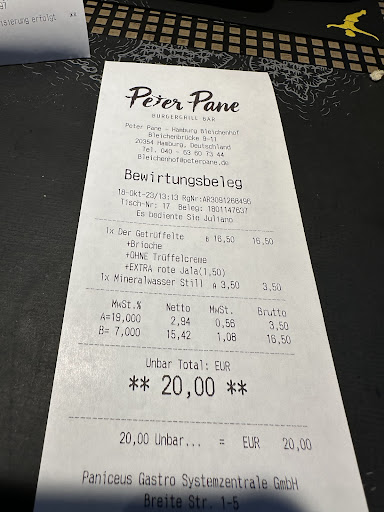 isierung erfolgt **
Peter Pane
BURGERGRILL BAR
Peter Pane - Hamburg Bleichenhof
Bleichenbrücke 9-11
20354 Hamburg, Deutschland
Tel. 040 - 63 60 73 44
Bleichenhof@peterpane.de
Bewirtungsbeleg
18-Okt-23/13:13 RgNr:AR3091266495
Tisch-Nr: 17 Beleg: 1801147637
Es bediente Sie Juliano
1x Der Getrüffelte B 16,50 16,50
+Brioche
+OHNE Trüffelcreme
+EXTRA rote Jala(1,50)
1x Mineralwasser Still A 3,50 3,50
MwSt.% Netto MwSt. Brutto
A=19,000 2,94 0,56 3,50
B= 7,000 15,42 1,08 16,50
Unbar Total: EUR
** 20,00 **
20,00 Unbar... = EUR 20,00
Paniceus Gastro Systemzentrale GmbH
Breite Str. 1-5